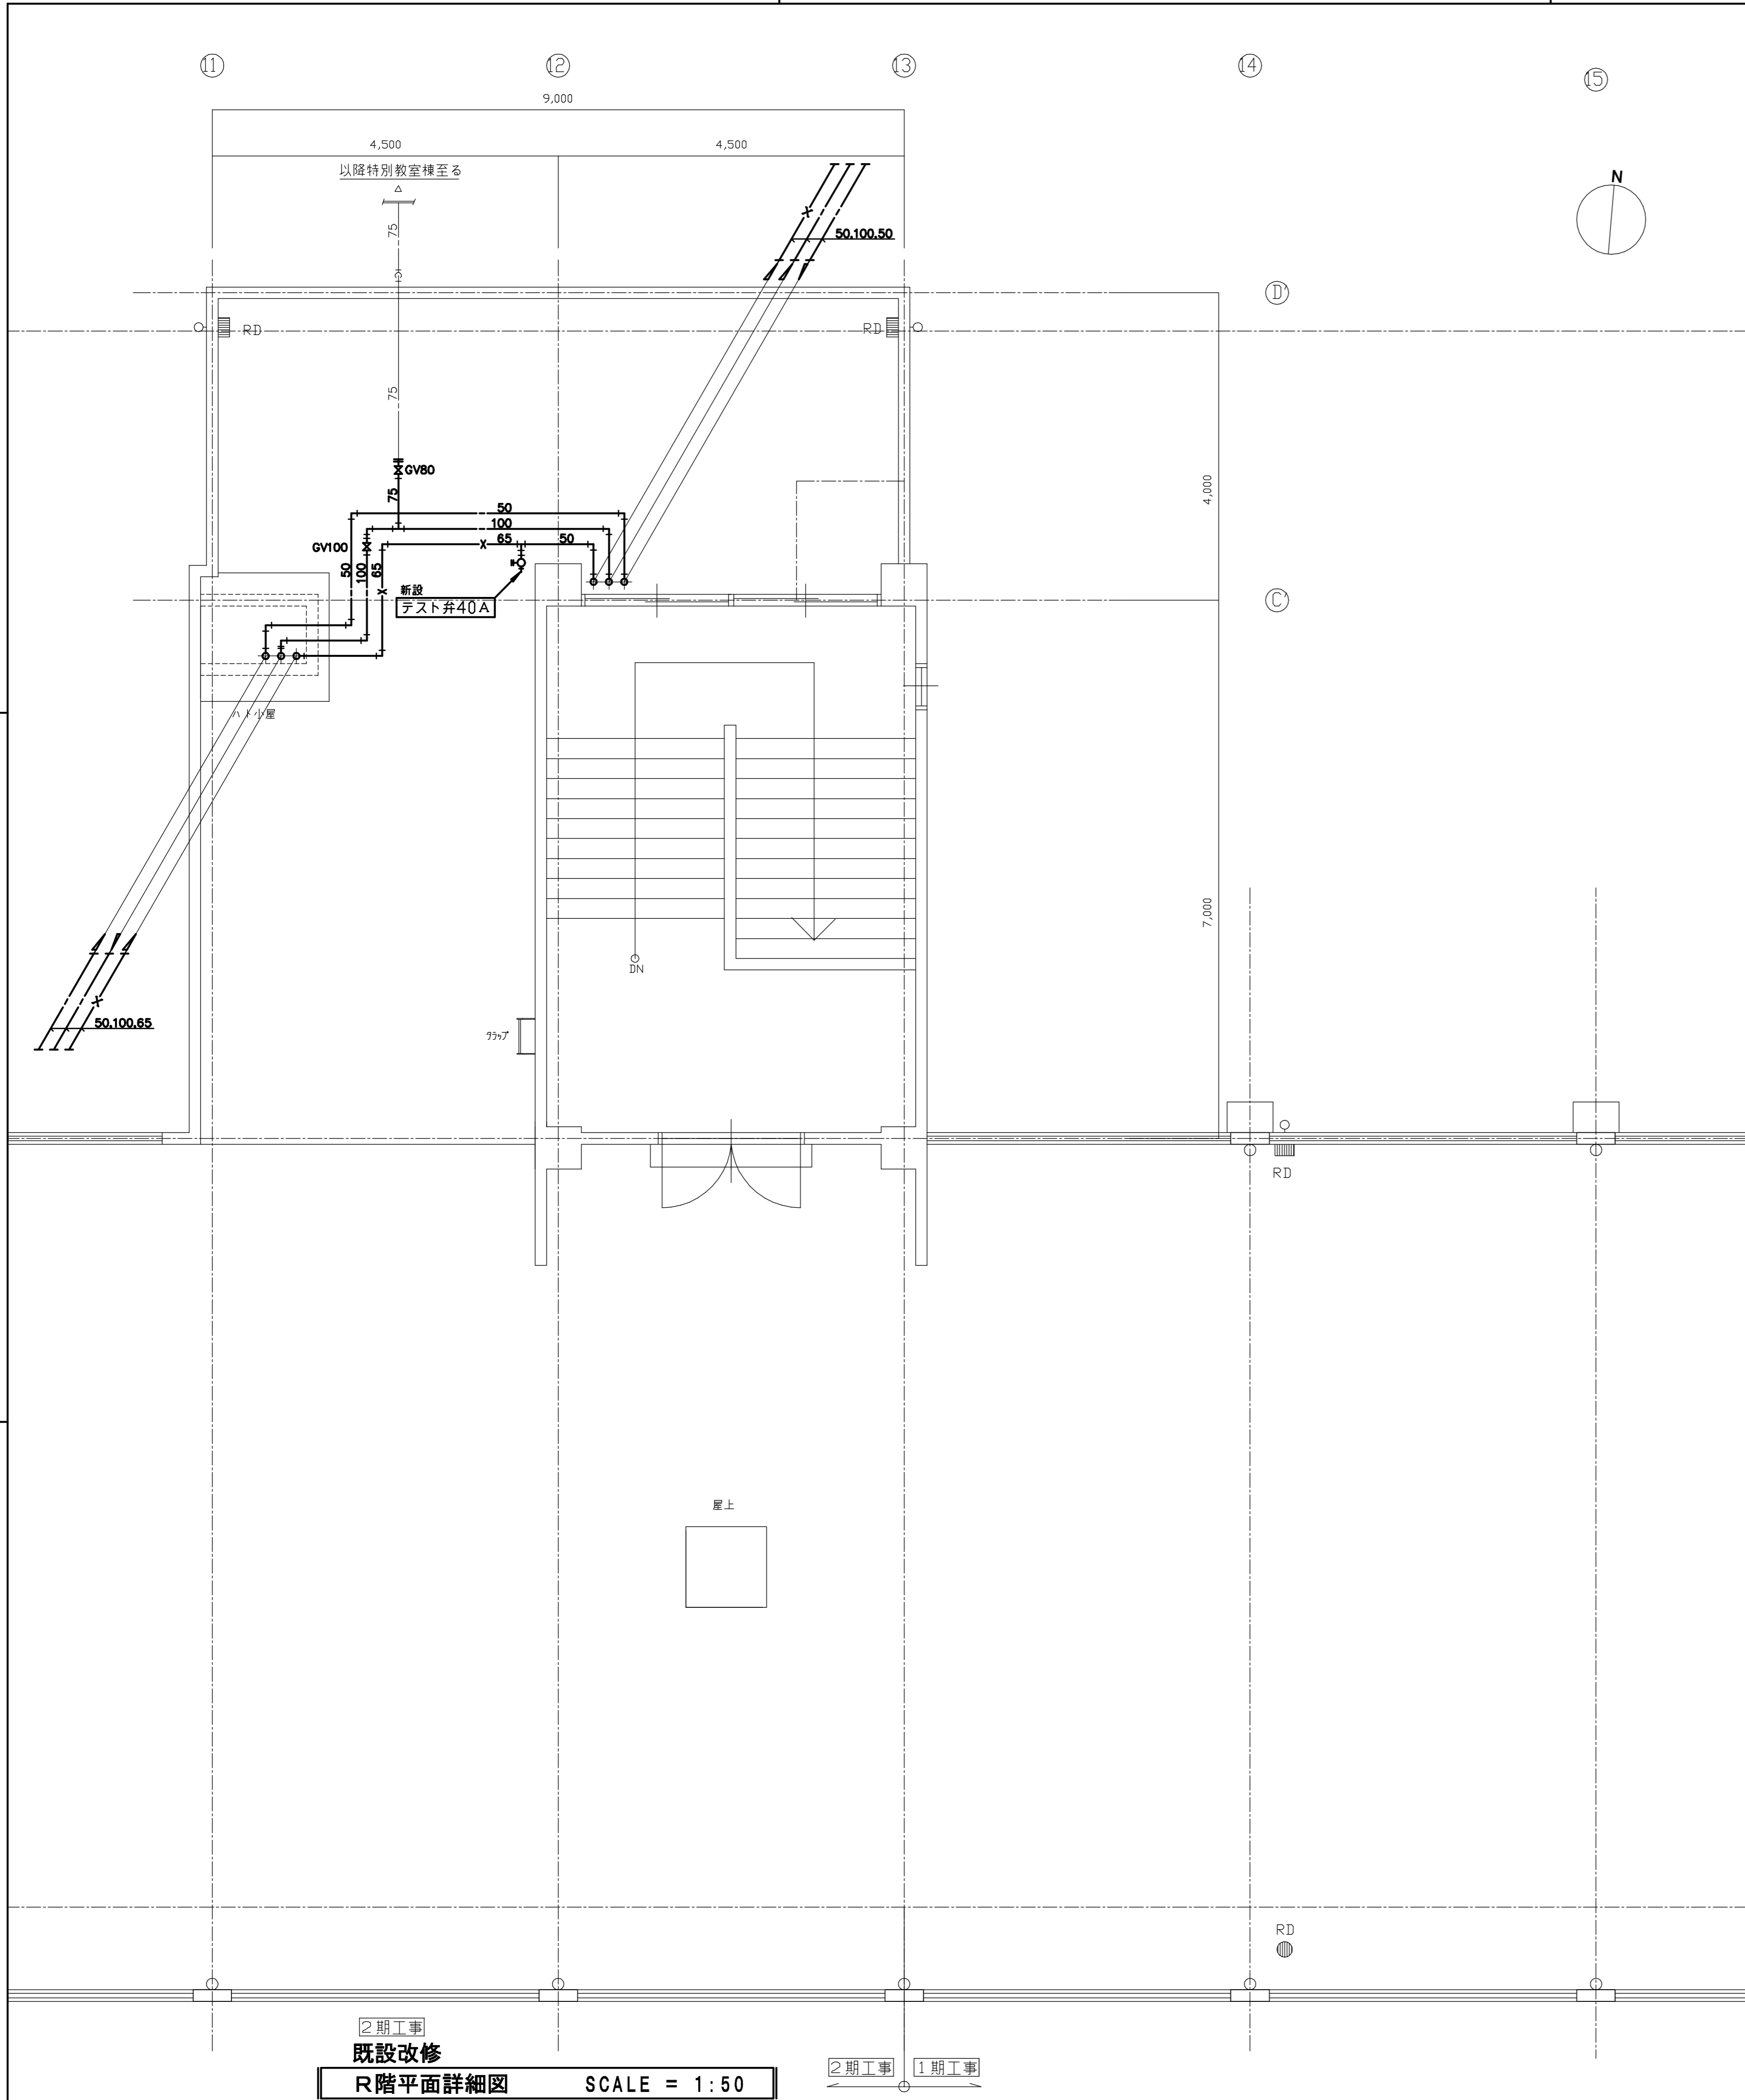 11
12
13
14
15
9,000
4,500
4,500
以降特別教室棟至る
N
75
50.100.50
D'
RD
RD
75
4,000
GV80
75
50
100
65
50
GV100
50
100
65
新設
テスト弁40A
C'
ハト小屋
7,000
DN
50.100.65
タラップ
RD
屋上
RD
2期工事
既設改修
2期工事
1期工事
R階平面詳細図 SCALE = 1:50